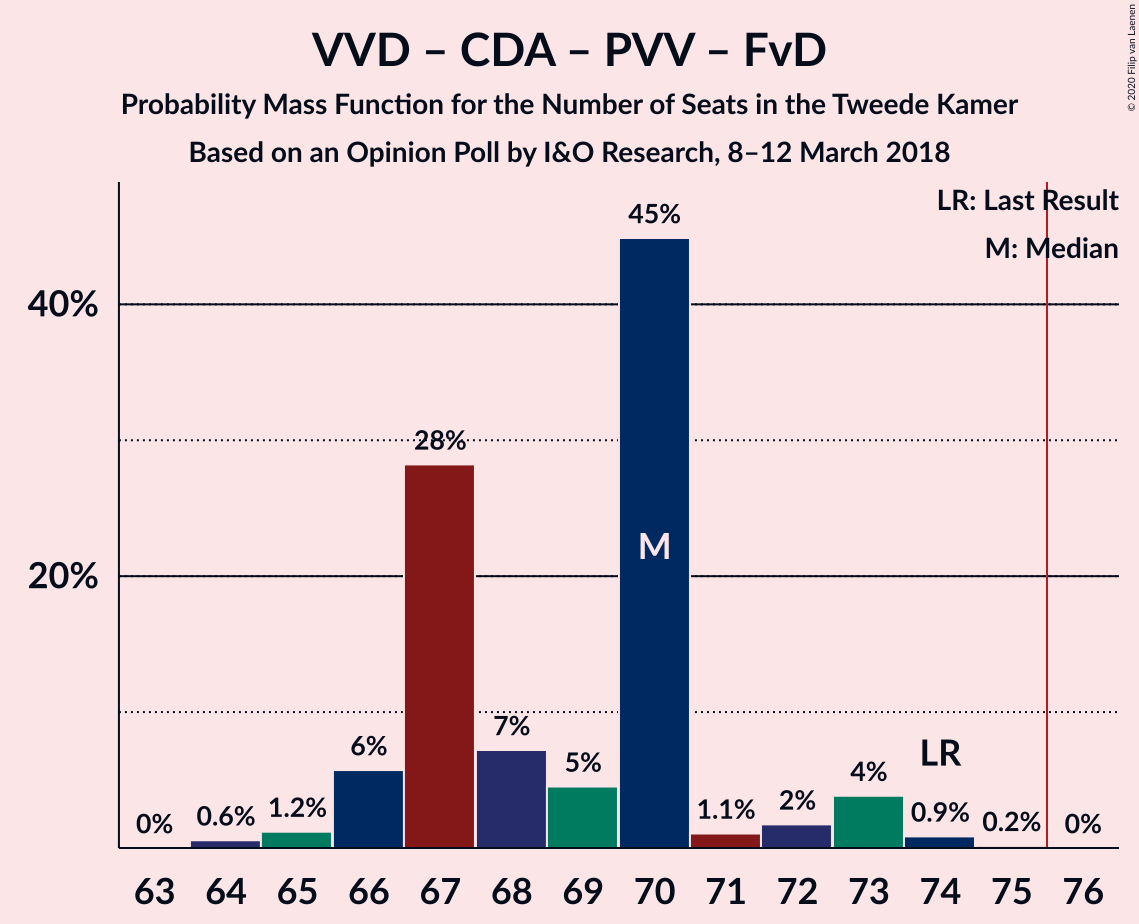 VVD – CDA – PVV – FvD
Probability Mass Function for the Number of Seats in the Tweede Kamer
Based on an Opinion Poll by I&O Research, 8–12 March 2018
© 2020 Filip van Laenen
LR: Last Result
M: Median
45%
40%
28%
M
20%
7%
6%
5%
LR
4%
2%
1.2%
1.1%
0.9%
0.6%
0.2%
0%
0%
63 64 65 66 67 68 69 70 71 72 73 74 75 76